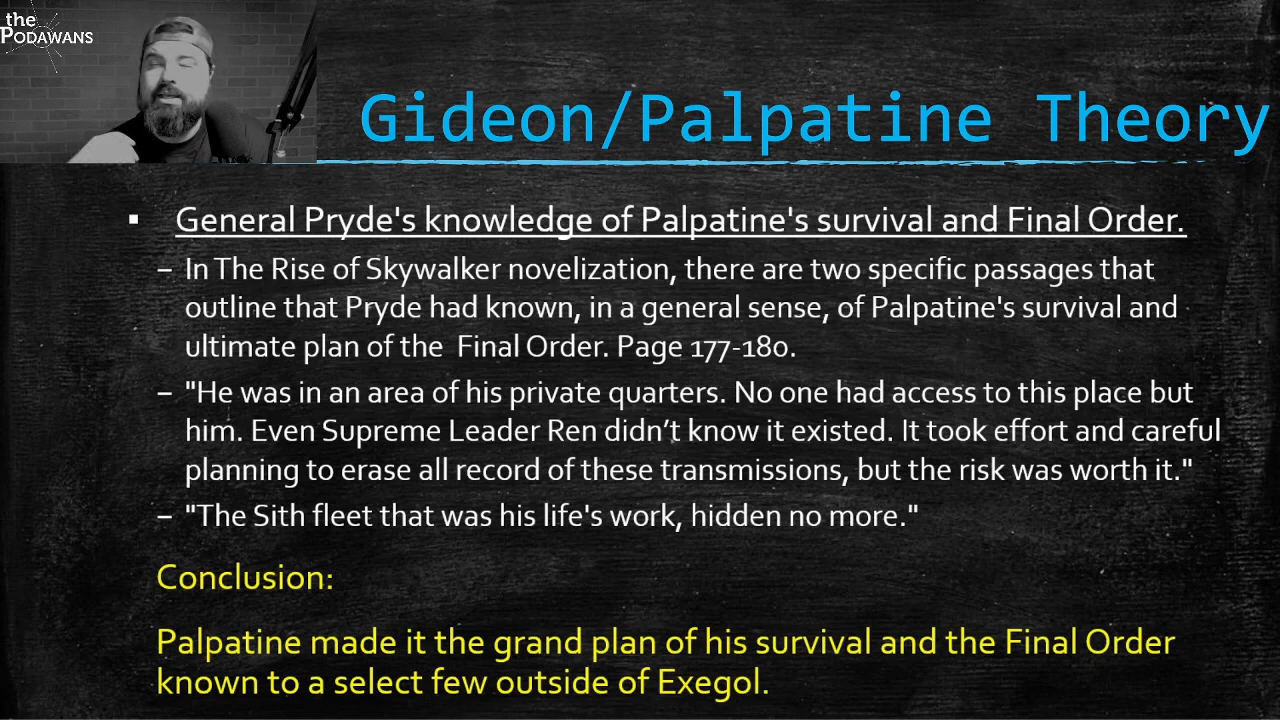 the
PODAWANS
Gideon/Palpatine Theory
▪ General Pryde's knowledge of Palpatine's survival and Final Order.
– In The Rise of Skywalker novelization, there are two specific passages that
outline that Pryde had known, in a general sense, of Palpatine's survival and
ultimate plan of the  Final Order. Page 177-180.
– "He was in an area of his private quarters. No one had access to this place but
him. Even Supreme Leader Ren didn’t know it existed. It took effort and careful
planning to erase all record of these transmissions, but the risk was worth it."
– "The Sith fleet that was his life's work, hidden no more."
Conclusion:
Palpatine made it the grand plan of his survival and the Final Order
known to a select few outside of Exegol.